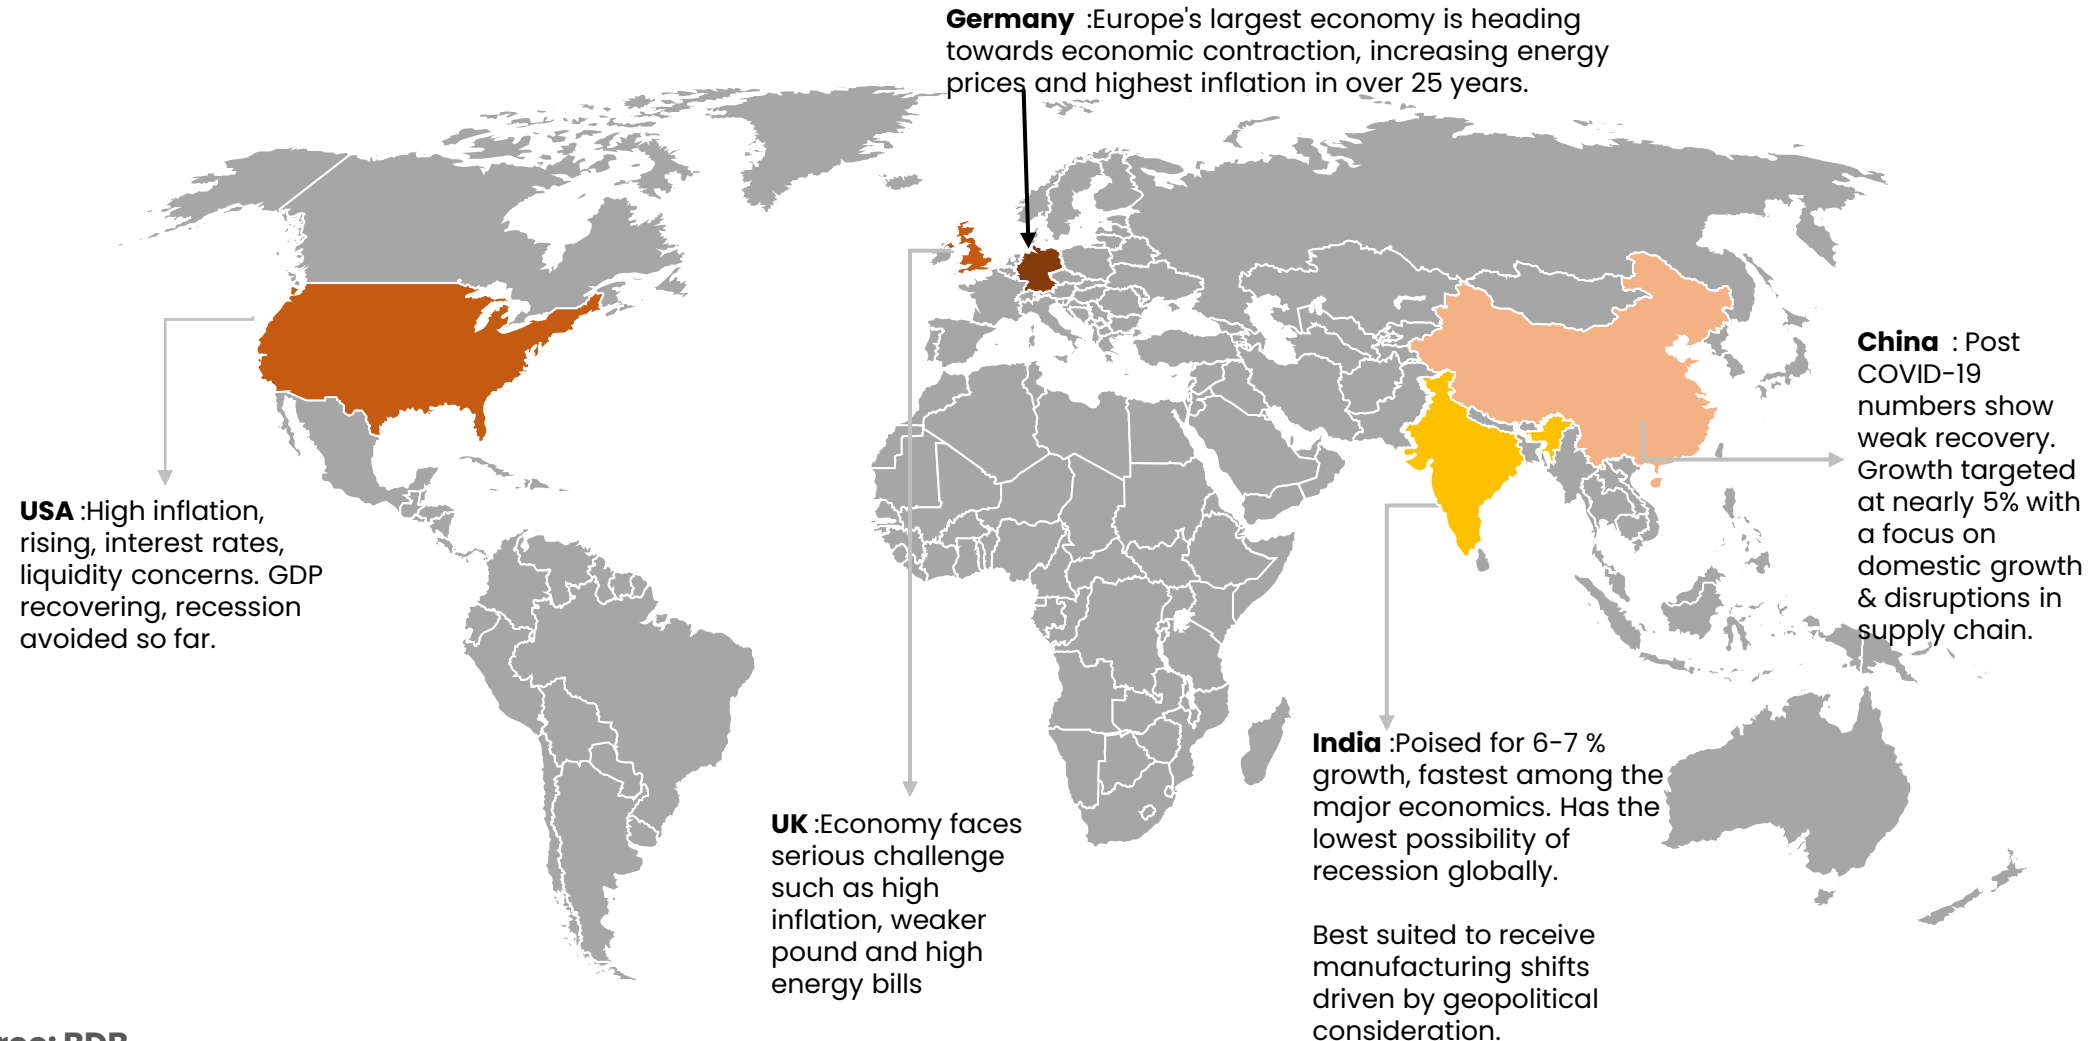 Germany :Europe's largest economy is heading
towards economic contraction, increasing energy
prices and highest inflation in over 25 years.
China : Post
COVID-19
numbers show
weak recovery.
Growth targeted
at nearly 5% with
a focus on
domestic growth
& disruptions in
supply chain.
USA :High inflation,
rising, interest rates,
liquidity concerns. GDP
recovering, recession
avoided so far.
India :Poised for 6-7 %
growth, fastest among the
major economics. Has the
lowest possibility of
recession globally.
Best suited to receive
manufacturing shifts
driven by geopolitical
consideration.
UK :Economy faces
serious challenge
such as high
inflation, weaker
pound and high
energy bills